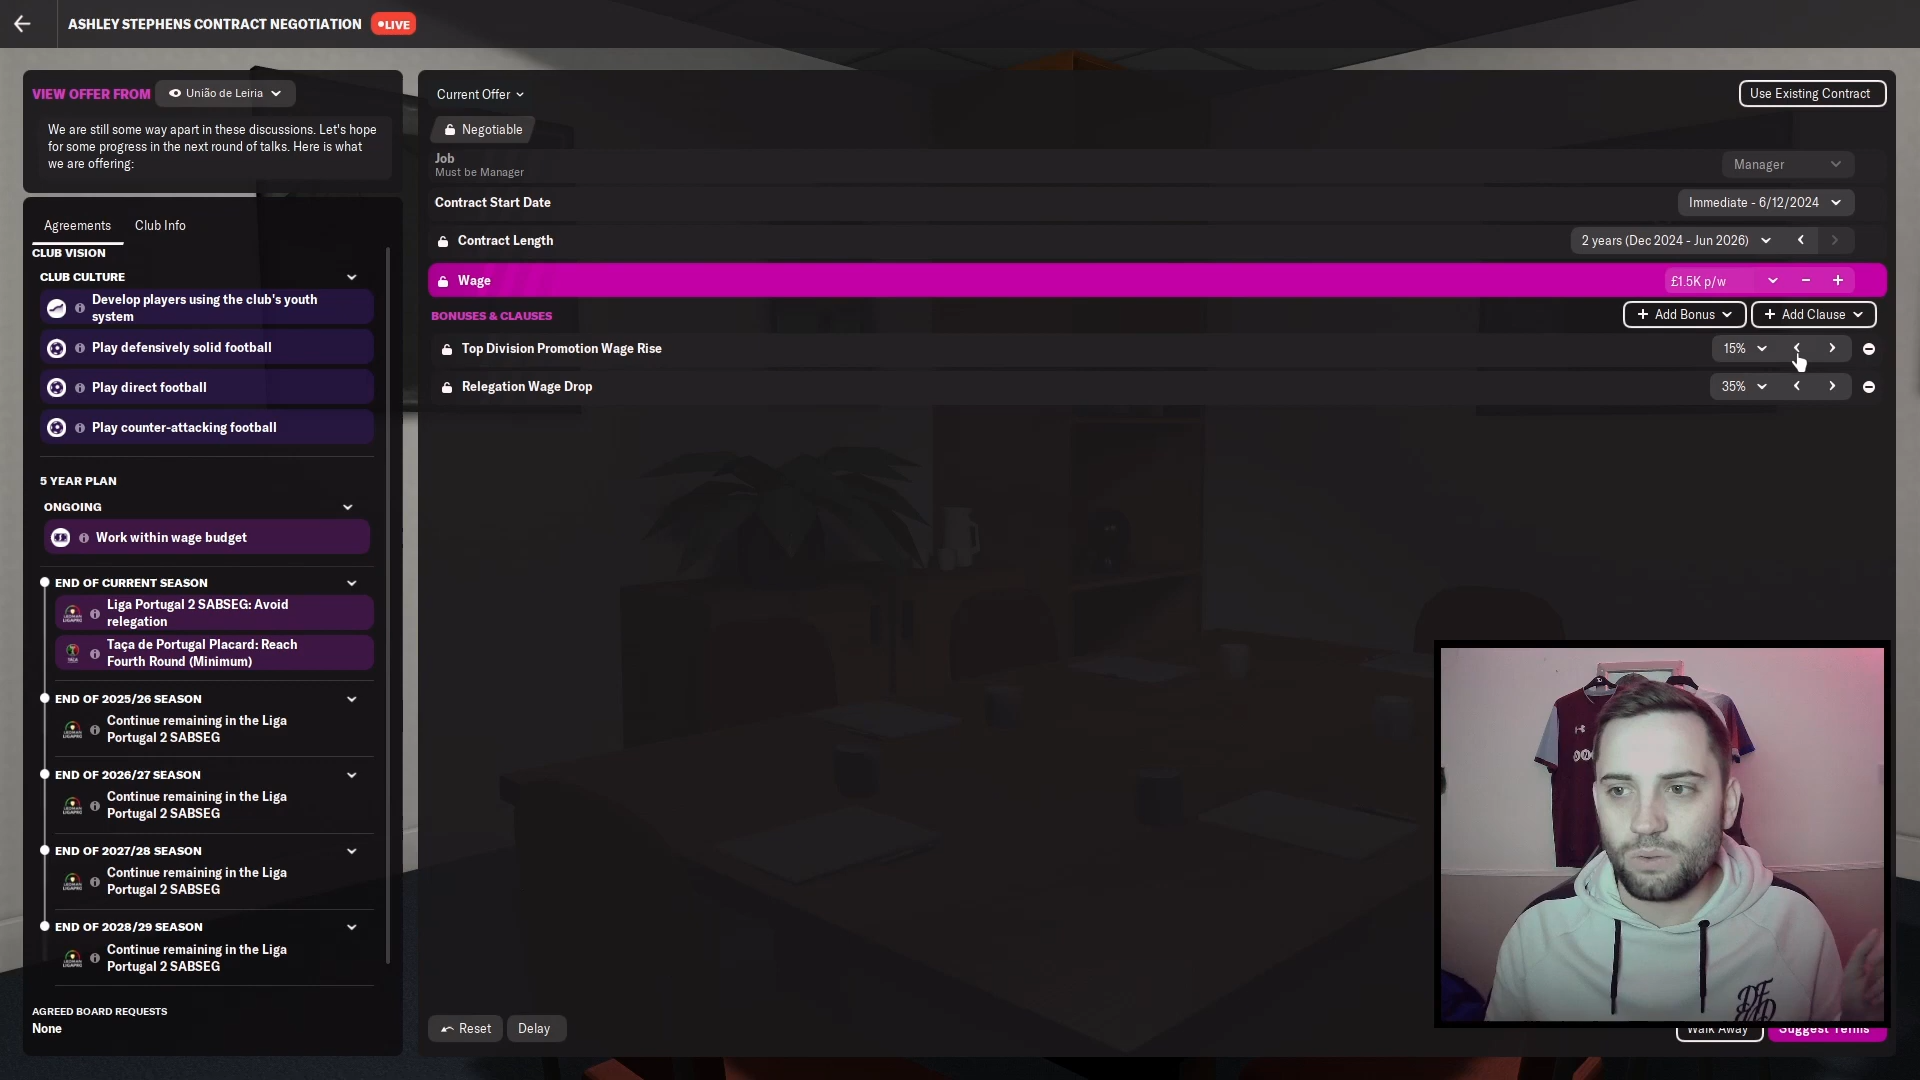 ASHLEY STEPHENS CONTRACT NEGOTIATION
LIVE
VIEW OFFER FROM
União de Leiria
We are still some way apart in these discussions. Let's hope
for some progress in the next round of talks. Here is what
we are offering:
Agreements
Club Info
CLUB VISION
CLUB CULTURE
Develop players using the club's youth
system
Play defensively solid football
Play direct football
Play counter-attacking football
5 YEAR PLAN
ONGOING
Work within wage budget
END OF CURRENT SEASON
Liga Portugal 2 SABSEG: Avoid
relegation
Taça de Portugal Placard: Reach
Fourth Round (Minimum)
END OF 2025/26 SEASON
Continue remaining in the Liga
Portugal 2 SABSEG
END OF 2026/27 SEASON
Continue remaining in the Liga
Portugal 2 SABSEG
END OF 2027/28 SEASON
Continue remaining in the Liga
Portugal 2 SABSEG
END OF 2028/29 SEASON
Continue remaining in the Liga
Portugal 2 SABSEG
AGREED BOARD REQUESTS
None
Current Offer
Use Existing Contract
Negotiable
Job
Must be Manager
Manager
Contract Start Date
Immediate - 6/12/2024
Contract Length
2 years (Dec 2024 - Jun 2026)
Wage
£1.5K p/w
BONUSES & CLAUSES
+ Add Bonus
+ Add Clause
Top Division Promotion Wage Rise
15%
Relegation Wage Drop
35%
Reset
Delay
Walk Away
Suggest Terms